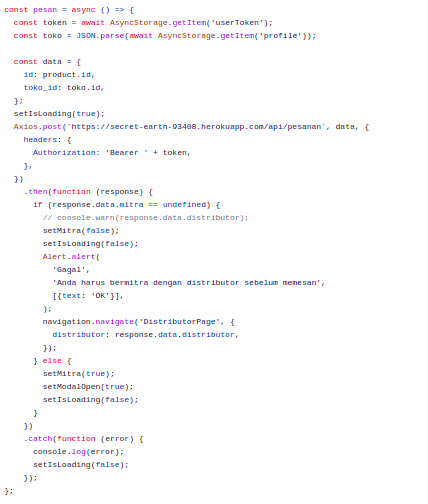 const pesan = async () => {
  const token = await AsyncStorage.getItem('userToken');
  const toko = JSON.parse(await AsyncStorage.getItem('profile'));

  const data = {
    id: product.id,
    toko_id: toko.id,
  };
  setIsLoading(true);
  Axios.post(`https://secret-earth-93408.herokuapp.com/api/pesanan`, data, {
    headers: {
      Authorization: 'Bearer ' + token,
    },
  })
    .then(function (response) {
      if (response.data.mitra == undefined) {
        // console.warn(response.data.distributor);
        setMitra(false);
        setIsLoading(false);
        Alert.alert(
          'Gagal',
          'Anda harus bermitra dengan distributor sebelum memesan',
          [{text: 'OK'}],
        );
        navigation.navigate('DistributorPage', {
          distributor: response.data.distributor,
        });
      } else {
        setMitra(true);
        setModalOpen(true);
        setIsLoading(false);
      }
    })
    .catch(function (error) {
      console.log(error);
      setIsLoading(false);
    });
};